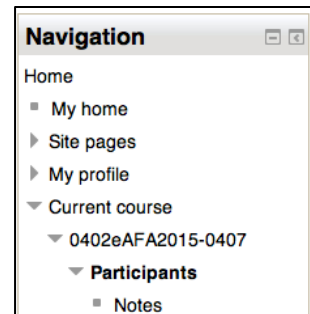 Navigation
Home
My home
Site pages
My profile
Current course
0402eAFA2015-0407
Participants
Notes